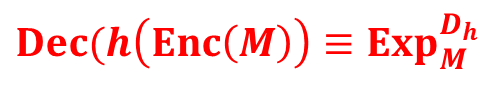 Dec(h(Enc(M)) ≡ Exp_M^{D_h}